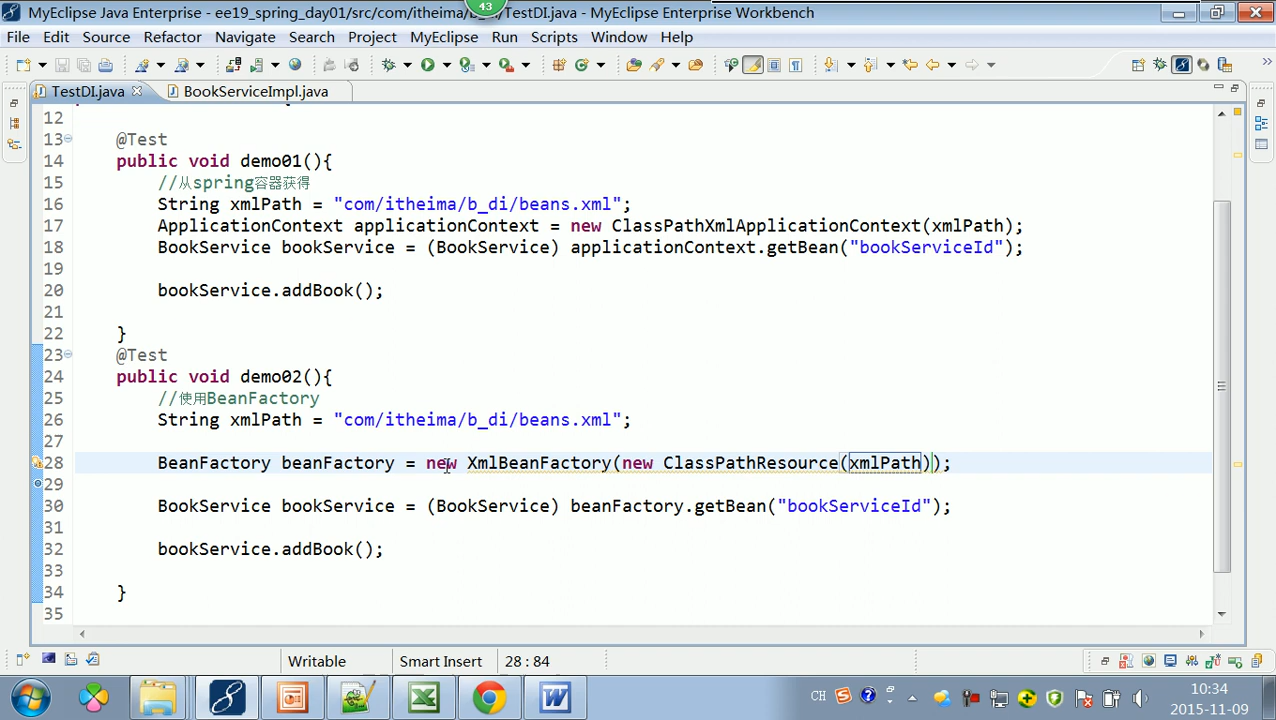 MyEclipse Java Enterprise - ee19_spring_day01/src/com/itheima/b_di/TestDI.java - MyEclipse Enterprise Workbench
43
File Edit Source Refactor Navigate Search Project MyEclipse Run Scripts Window Help
TestDI.java BookServiceImpl.java
12
13 @Test
14 public void demo01(){
15 //从spring容器获得
16 String xmlPath = "com/itheima/b_di/beans.xml";
17 ApplicationContext applicationContext = new ClassPathXmlApplicationContext(xmlPath);
18 BookService bookService = (BookService) applicationContext.getBean("bookServiceId");
19
20 bookService.addBook();
21
22 }
23 @Test
24 public void demo02(){
25 //使用BeanFactory
26 String xmlPath = "com/itheima/b_di/beans.xml";
27
28 BeanFactory beanFactory = new XmlBeanFactory(new ClassPathResource(xmlPath));
29
30 BookService bookService = (BookService) beanFactory.getBean("bookServiceId");
31
32 bookService.addBook();
33
34 }
35
Writable Smart Insert 28 : 84
CH 10:34
2015-11-09